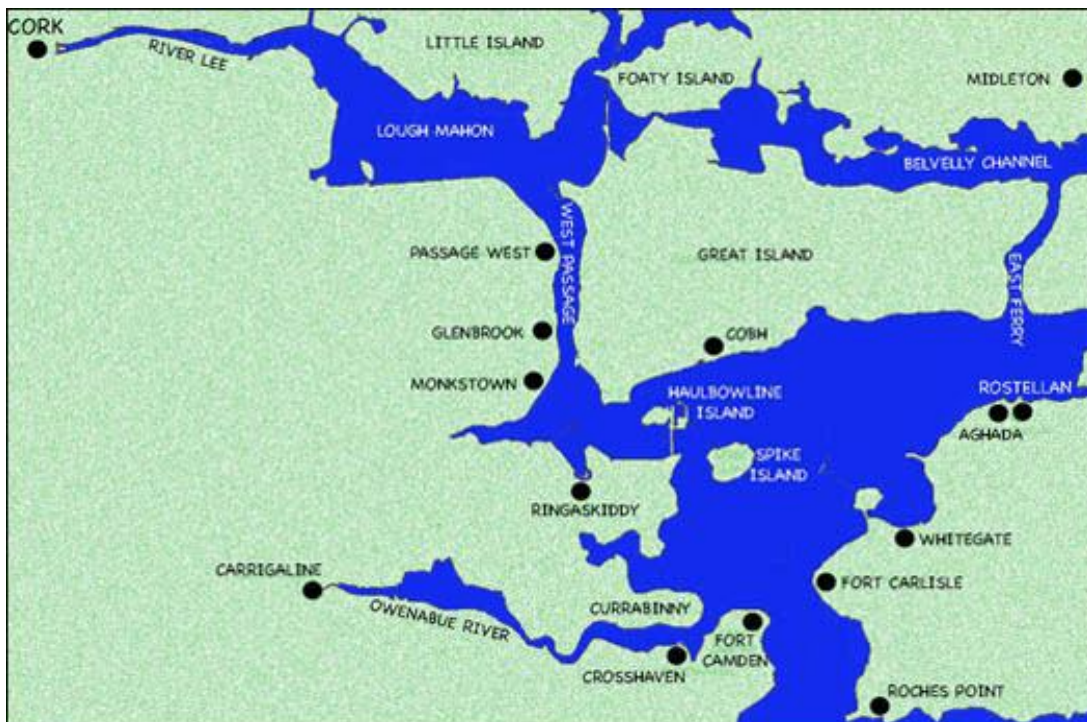 CORK
RIVER LEE
LITTLE ISLAND
FOATY ISLAND
MIDLETON
LOUGH MAHON
BELVELLY CHANNEL
WEST PASSAGE
PASSAGE WEST
GREAT ISLAND
EAST FERRY
GLENBROOK
COBH
MONKSTOWN
HAULBOWLINE
ISLAND
ROSTELLAN
AGHADA
SPIKE
ISLAND
RINGASKIDDY
WHITEGATE
CARRIGALINE
FORT CARLISLE
OWENABUE RIVER
CURRABINNY
FORT
CAMDEN
CROSSHAVEN
ROCHES POINT